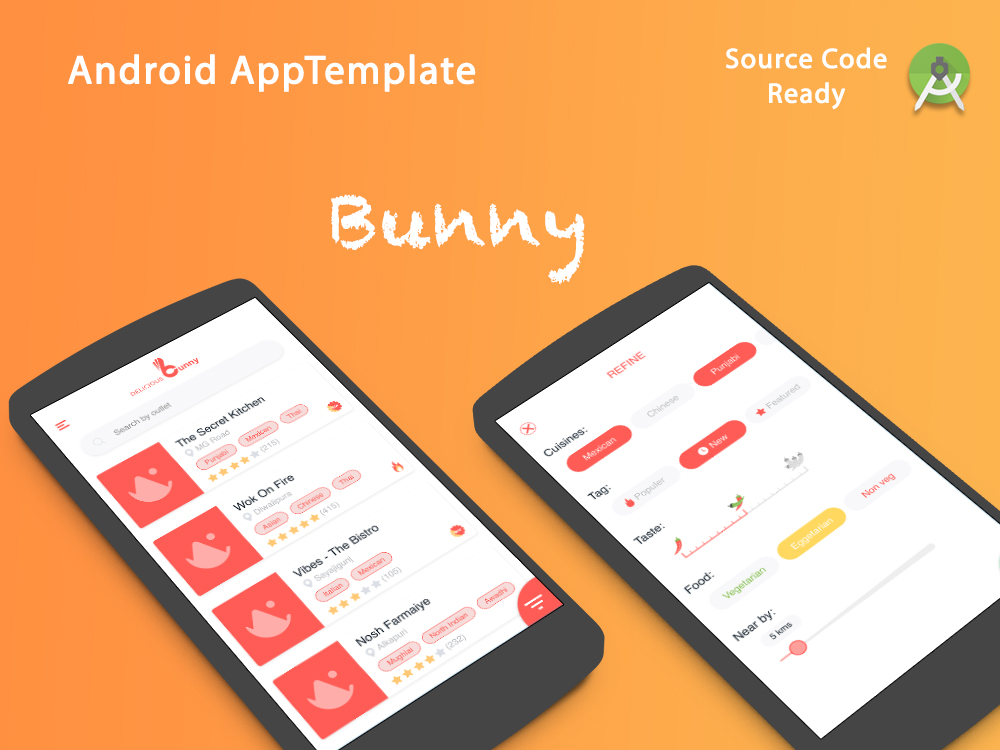 Android AppTemplate
Source Code
Ready
Bunny
DELICIOUS bunny
Search by outlet
The Secret Kitchen
MG Road
Punjabi Mexican Thai
(215)
Wok On Fire
Diwalipura
Asian Chinese Thai
(415)
Vibes - The Bistro
Sayajigunj
Italian Mexican
(105)
Nosh Farmaiye
Alkapuri
Mughlai North Indian Awadhi
(232)
REFINE
Cuisines:
Mexican Chinese Punjabi
Tag:
Populer New Featured
Taste:
Food:
Vegetarian Eggetarian Non veg
Near by:
5 kms